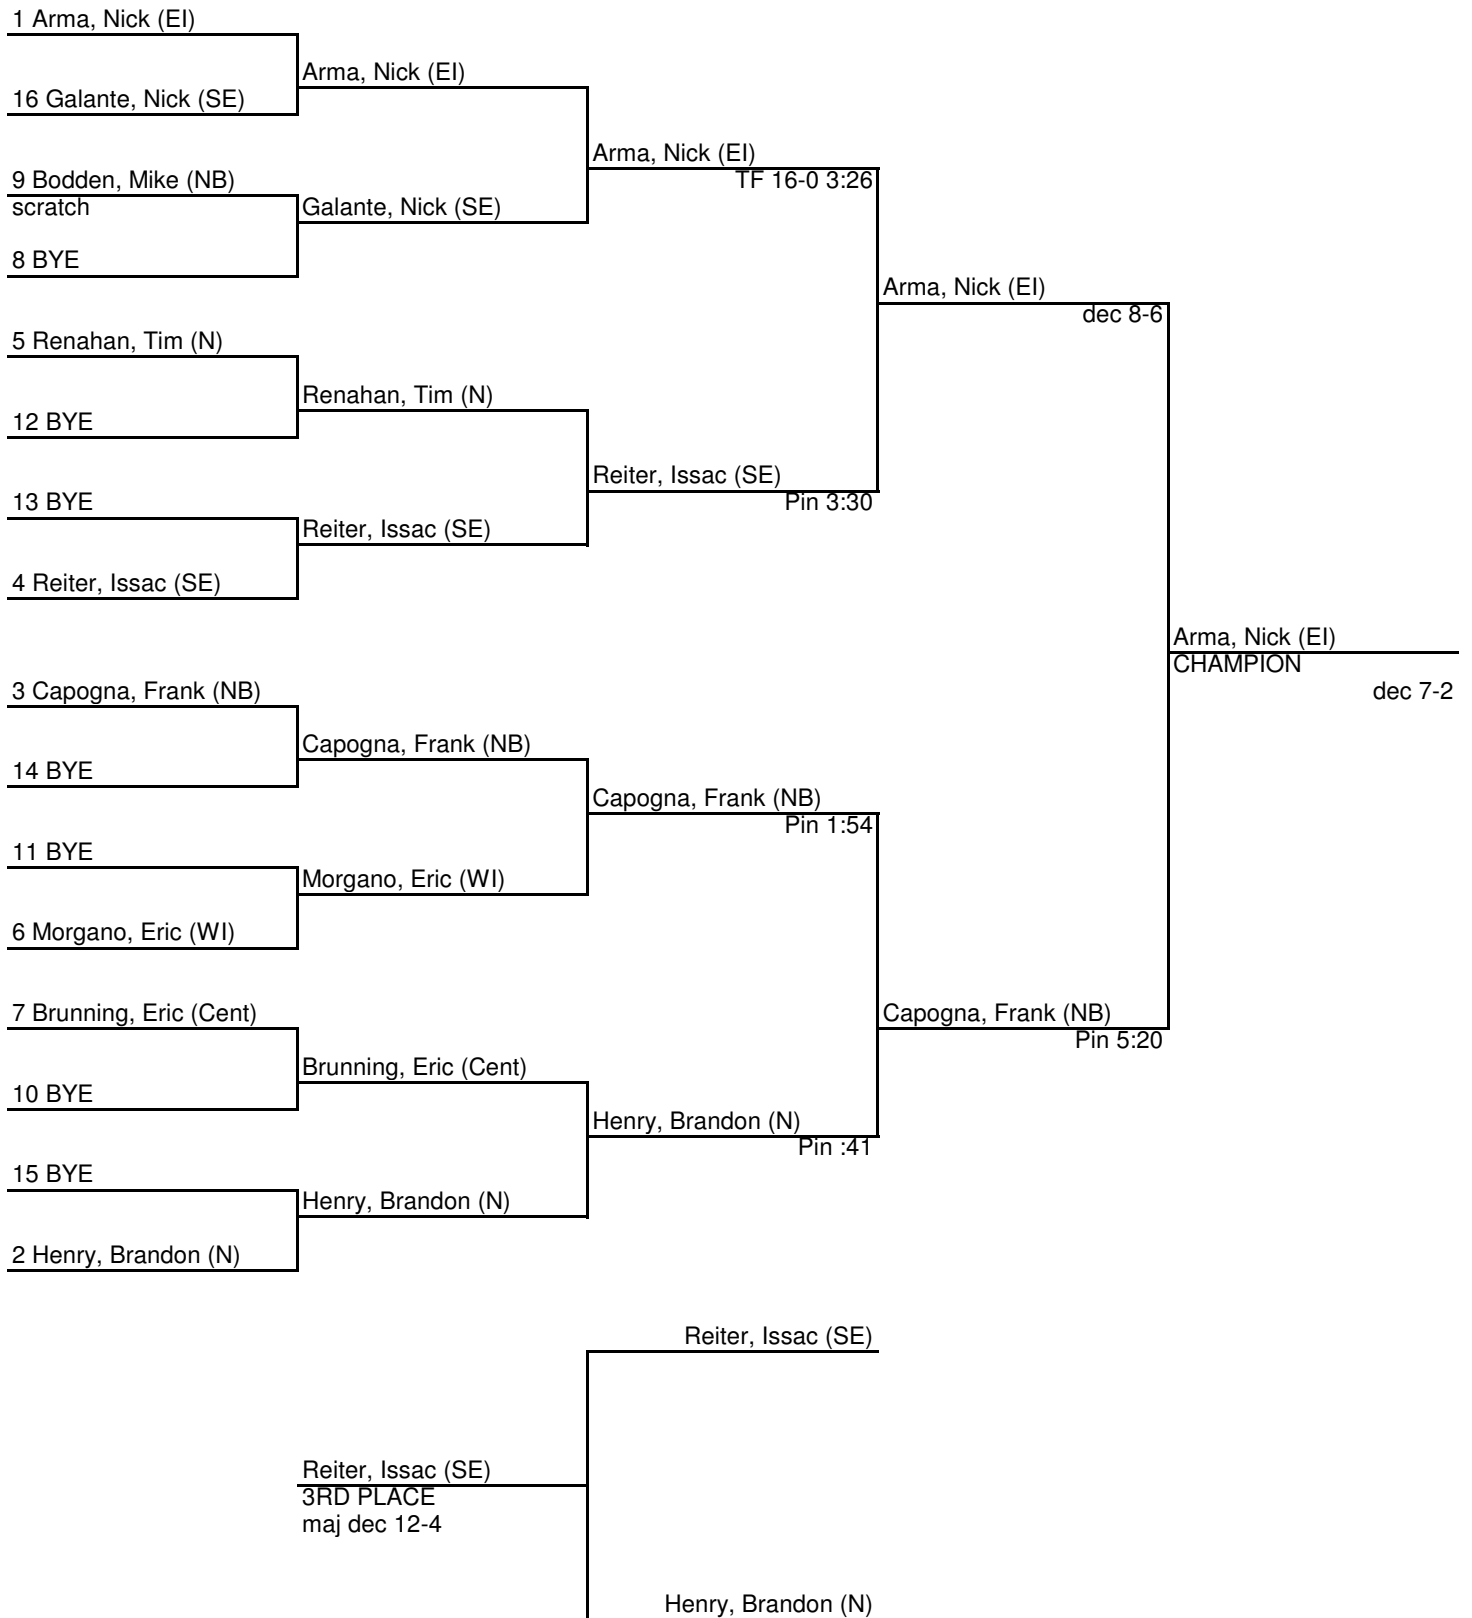 1 Arma, Nick (EI)
16 Galante, Nick (SE)
9 Bodden, Mike (NB)
scratch
8 BYE
5 Renahan, Tim (N)
12 BYE
13 BYE
4 Reiter, Issac (SE)
3 Capogna, Frank (NB)
14 BYE
11 BYE
6 Morgano, Eric (WI)
7 Brunning, Eric (Cent)
10 BYE
15 BYE
2 Henry, Brandon (N)
Arma, Nick (EI)
Galante, Nick (SE)
Renahan, Tim (N)
Reiter, Issac (SE)
Capogna, Frank (NB)
Morgano, Eric (WI)
Brunning, Eric (Cent)
Henry, Brandon (N)
Arma, Nick (EI)
TF 16-0 3:26
Reiter, Issac (SE)
Pin 3:30
Capogna, Frank (NB)
Pin 1:54
Henry, Brandon (N)
Pin :41
Arma, Nick (EI)
dec 8-6
Capogna, Frank (NB)
Pin 5:20
Arma, Nick (EI)
CHAMPION
dec 7-2
Reiter, Issac (SE)
Reiter, Issac (SE)
3RD PLACE
maj dec 12-4
Henry, Brandon (N)